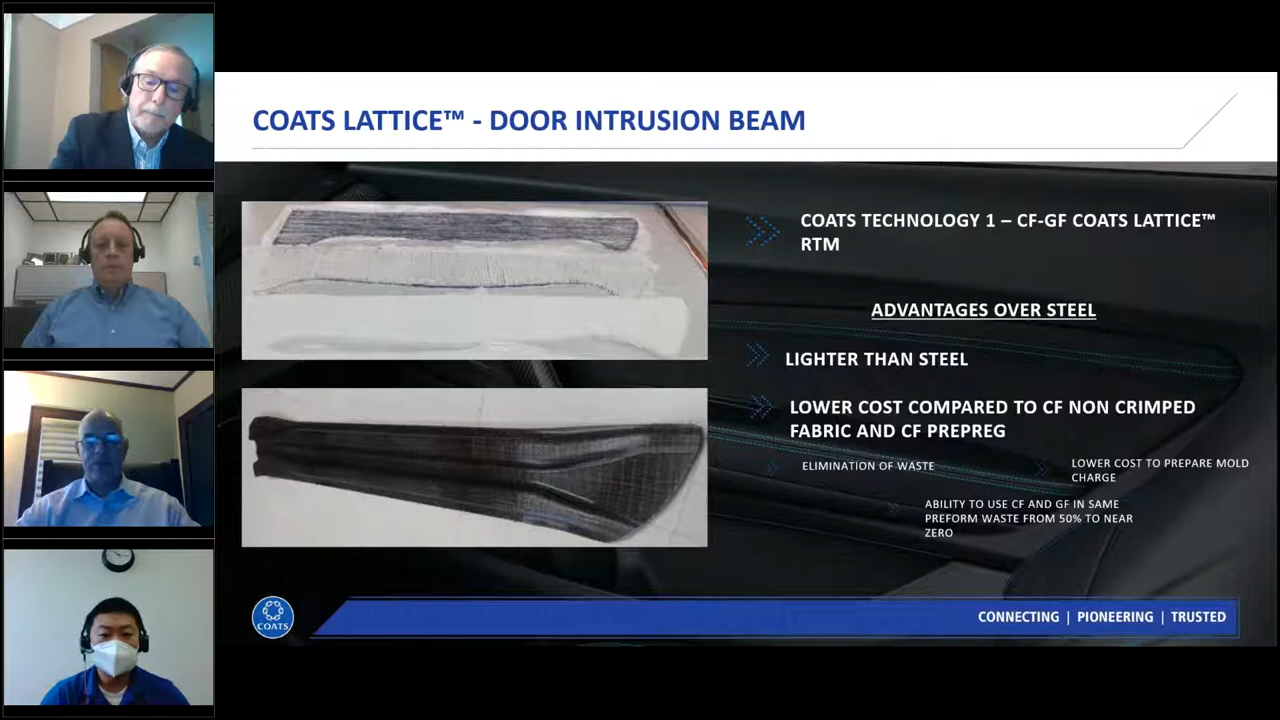 COATS LATTICE™ - DOOR INTRUSION BEAM
COATS TECHNOLOGY 1 – CF-GF COATS LATTICE™
RTM
ADVANTAGES OVER STEEL
LIGHTER THAN STEEL
LOWER COST COMPARED TO CF NON CRIMPED
FABRIC AND CF PREPREG
ELIMINATION OF WASTE
LOWER COST TO PREPARE MOLD
CHARGE
ABILITY TO USE CF AND GF IN SAME
PREFORM WASTE FROM 50% TO NEAR
ZERO
COATS
CONNECTING | PIONEERING | TRUSTED